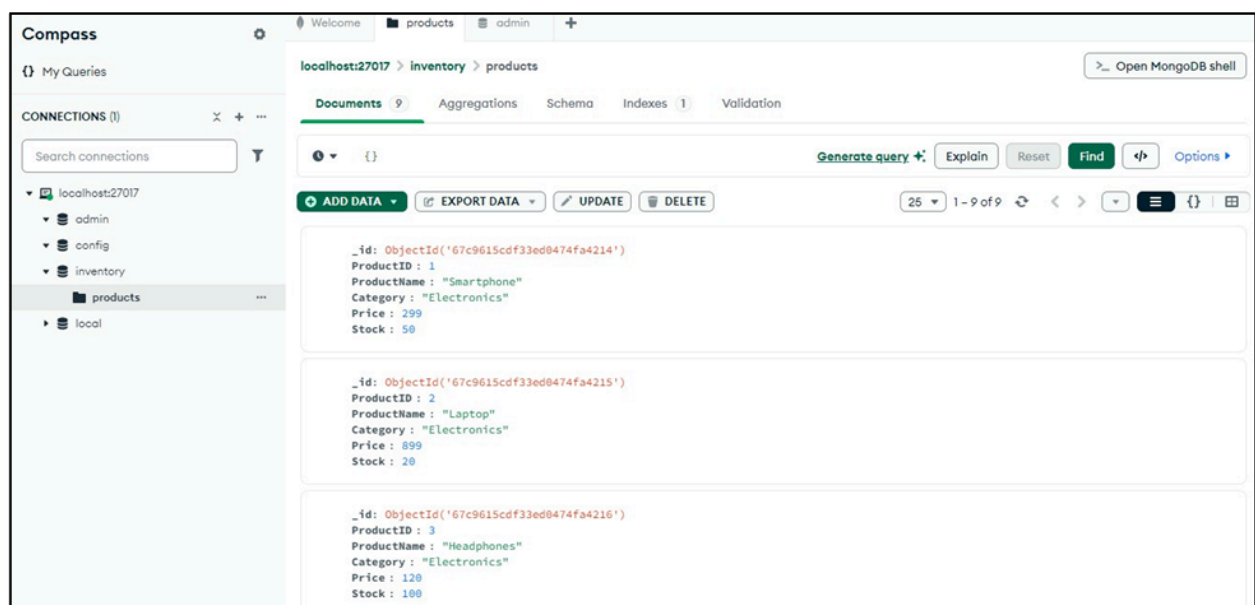 Compass
{} My Queries
CONNECTIONS (1)
Search connections
localhost:27017
admin
config
inventory
products
local
Welcome products admin
localhost:27017 > inventory > products
>_ Open MongoDB shell
Documents 9 Aggregations Schema Indexes 1 Validation
{} Generate query Explain Reset Find </> Options
ADD DATA EXPORT DATA UPDATE DELETE 25 1 – 9 of 9 {}
_id: ObjectId('67c9615cdf33ed0474fa4214')
ProductID : 1
ProductName : "Smartphone"
Category : "Electronics"
Price : 299
Stock : 50
_id: ObjectId('67c9615cdf33ed0474fa4215')
ProductID : 2
ProductName : "Laptop"
Category : "Electronics"
Price : 899
Stock : 20
_id: ObjectId('67c9615cdf33ed0474fa4216')
ProductID : 3
ProductName : "Headphones"
Category : "Electronics"
Price : 120
Stock : 100